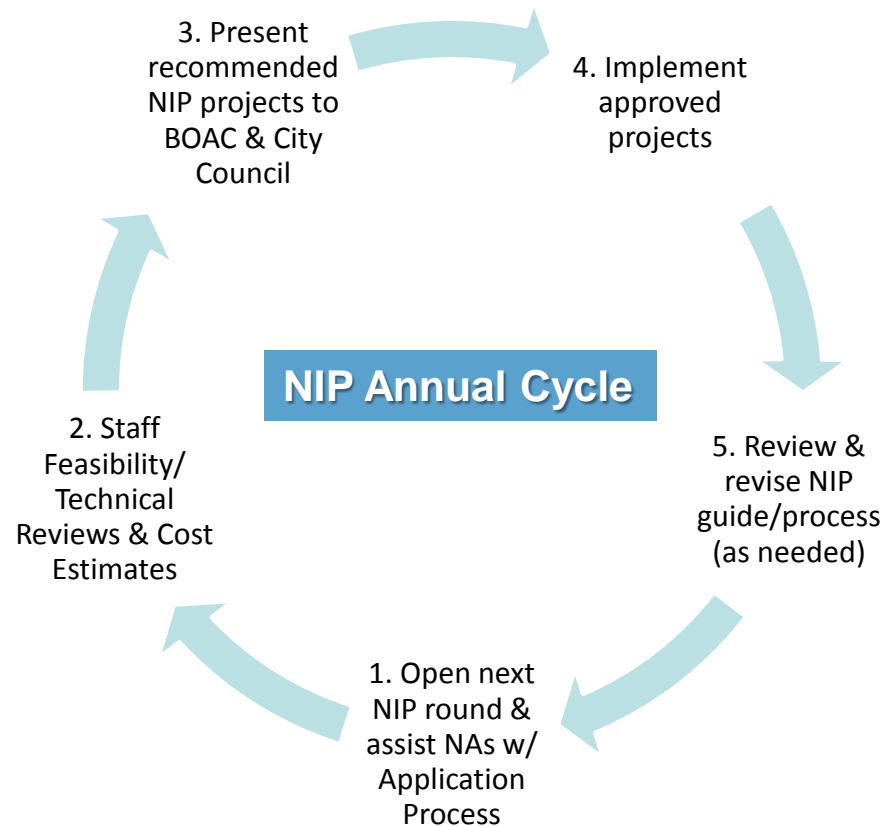 3. Present
recommended
NIP projects to
BOAC & City
Council
4. Implement
approved
projects
NIP Annual Cycle
2. Staff
Feasibility/
Technical
Reviews & Cost
Estimates
5. Review &
revise NIP
guide/process
(as needed)
1. Open next
NIP round &
assist NAs w/
Application
Process